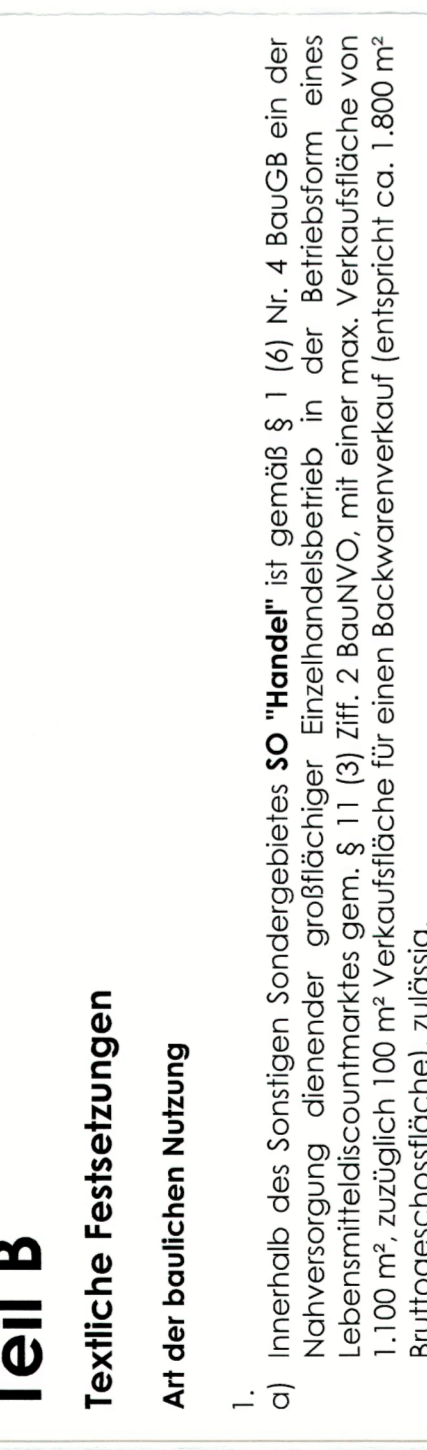 Teil B
Textliche Festsetzungen
Art der baulichen Nutzung
1.
a) Innerhalb des Sonstigen Sondergebietes SO "Handel" ist gemäß § 1 (6) Nr. 4 BauGB ein der
Nahversorgung dienender großflächiger Einzelhandelsbetrieb in der Betriebsform eines
Lebensmitteldiscountmarktes gem. § 11 (3) Ziff. 2 BauNVO, mit einer max. Verkaufsfläche von
1.100 m², zuzüglich 100 m² Verkaufsfläche für einen Backwarenverkauf (entspricht ca. 1.800 m²
Bruttogeschossfläche), zulässig.